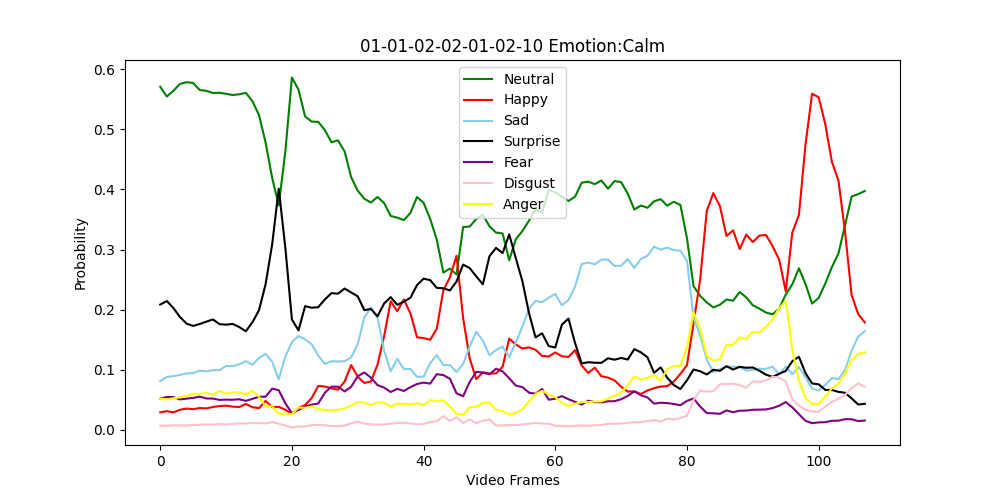 01-01-02-02-01-02-10 Emotion:Calm
Neutral
Happy
Sad
Surprise
Fear
Disgust
Anger
Probability
0.6
0.5
0.4
0.3
0.2
0.1
0.0
0 20 40 60 80 100
Video Frames